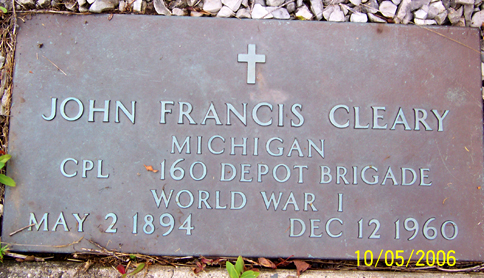 JOHN FRANCIS CLEARY
MICHIGAN
CPL 160 DEPOT BRIGADE
WORLD WAR I
MAY 2 1894 DEC 12 1960
10/05/2006